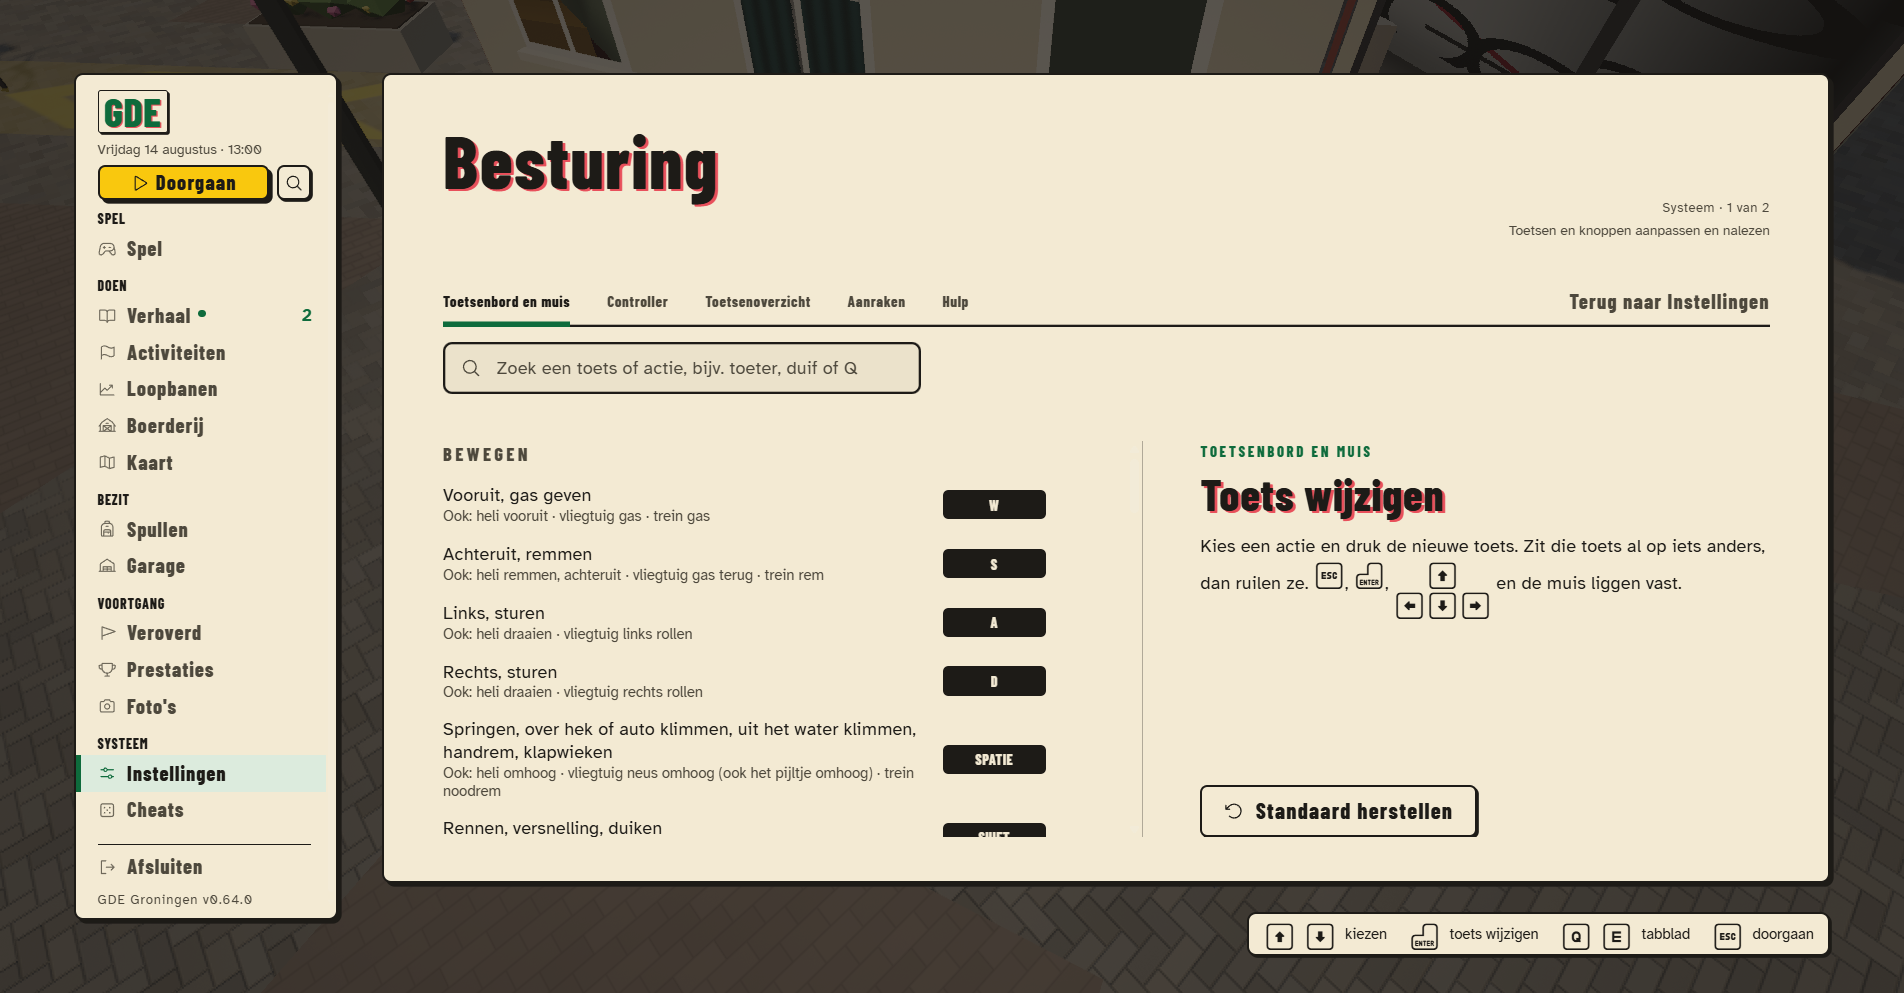 GDE
Vrijdag 14 augustus · 13:00
Doorgaan
SPEL
Spel
DOEN
Verhaal 2
Activiteiten
Loopbanen
Boerderij
Kaart
BEZIT
Spullen
Garage
VOORTGANG
Veroverd
Prestaties
Foto's
SYSTEEM
Instellingen
Cheats
Afsluiten
GDE Groningen v0.64.0
Besturing
Systeem · 1 van 2
Toetsen en knoppen aanpassen en nalezen
Toetsenbord en muis Controller Toetsenoverzicht Aanraken Hulp Terug naar Instellingen
Zoek een toets of actie, bijv. toeter, duif of Q
BEWEGEN
Vooruit, gas geven W
Ook: heli vooruit · vliegtuig gas · trein gas
Achteruit, remmen S
Ook: heli remmen, achteruit · vliegtuig gas terug · trein rem
Links, sturen A
Ook: heli draaien · vliegtuig links rollen
Rechts, sturen D
Ook: heli draaien · vliegtuig rechts rollen
Springen, over hek of auto klimmen, uit het water klimmen,
handrem, klapwieken SPATIE
Ook: heli omhoog · vliegtuig neus omhoog (ook het pijltje omhoog) · trein
noodrem
Rennen, versnelling, duiken SHIFT
TOETSENBORD EN MUIS
Toets wijzigen
Kies een actie en druk de nieuwe toets. Zit die toets al op iets anders,
dan ruilen ze. ESC, ENTER, ↑ ← ↓ → en de muis liggen vast.
Standaard herstellen
↑ ↓ kiezen ENTER toets wijzigen Q E tabblad ESC doorgaan